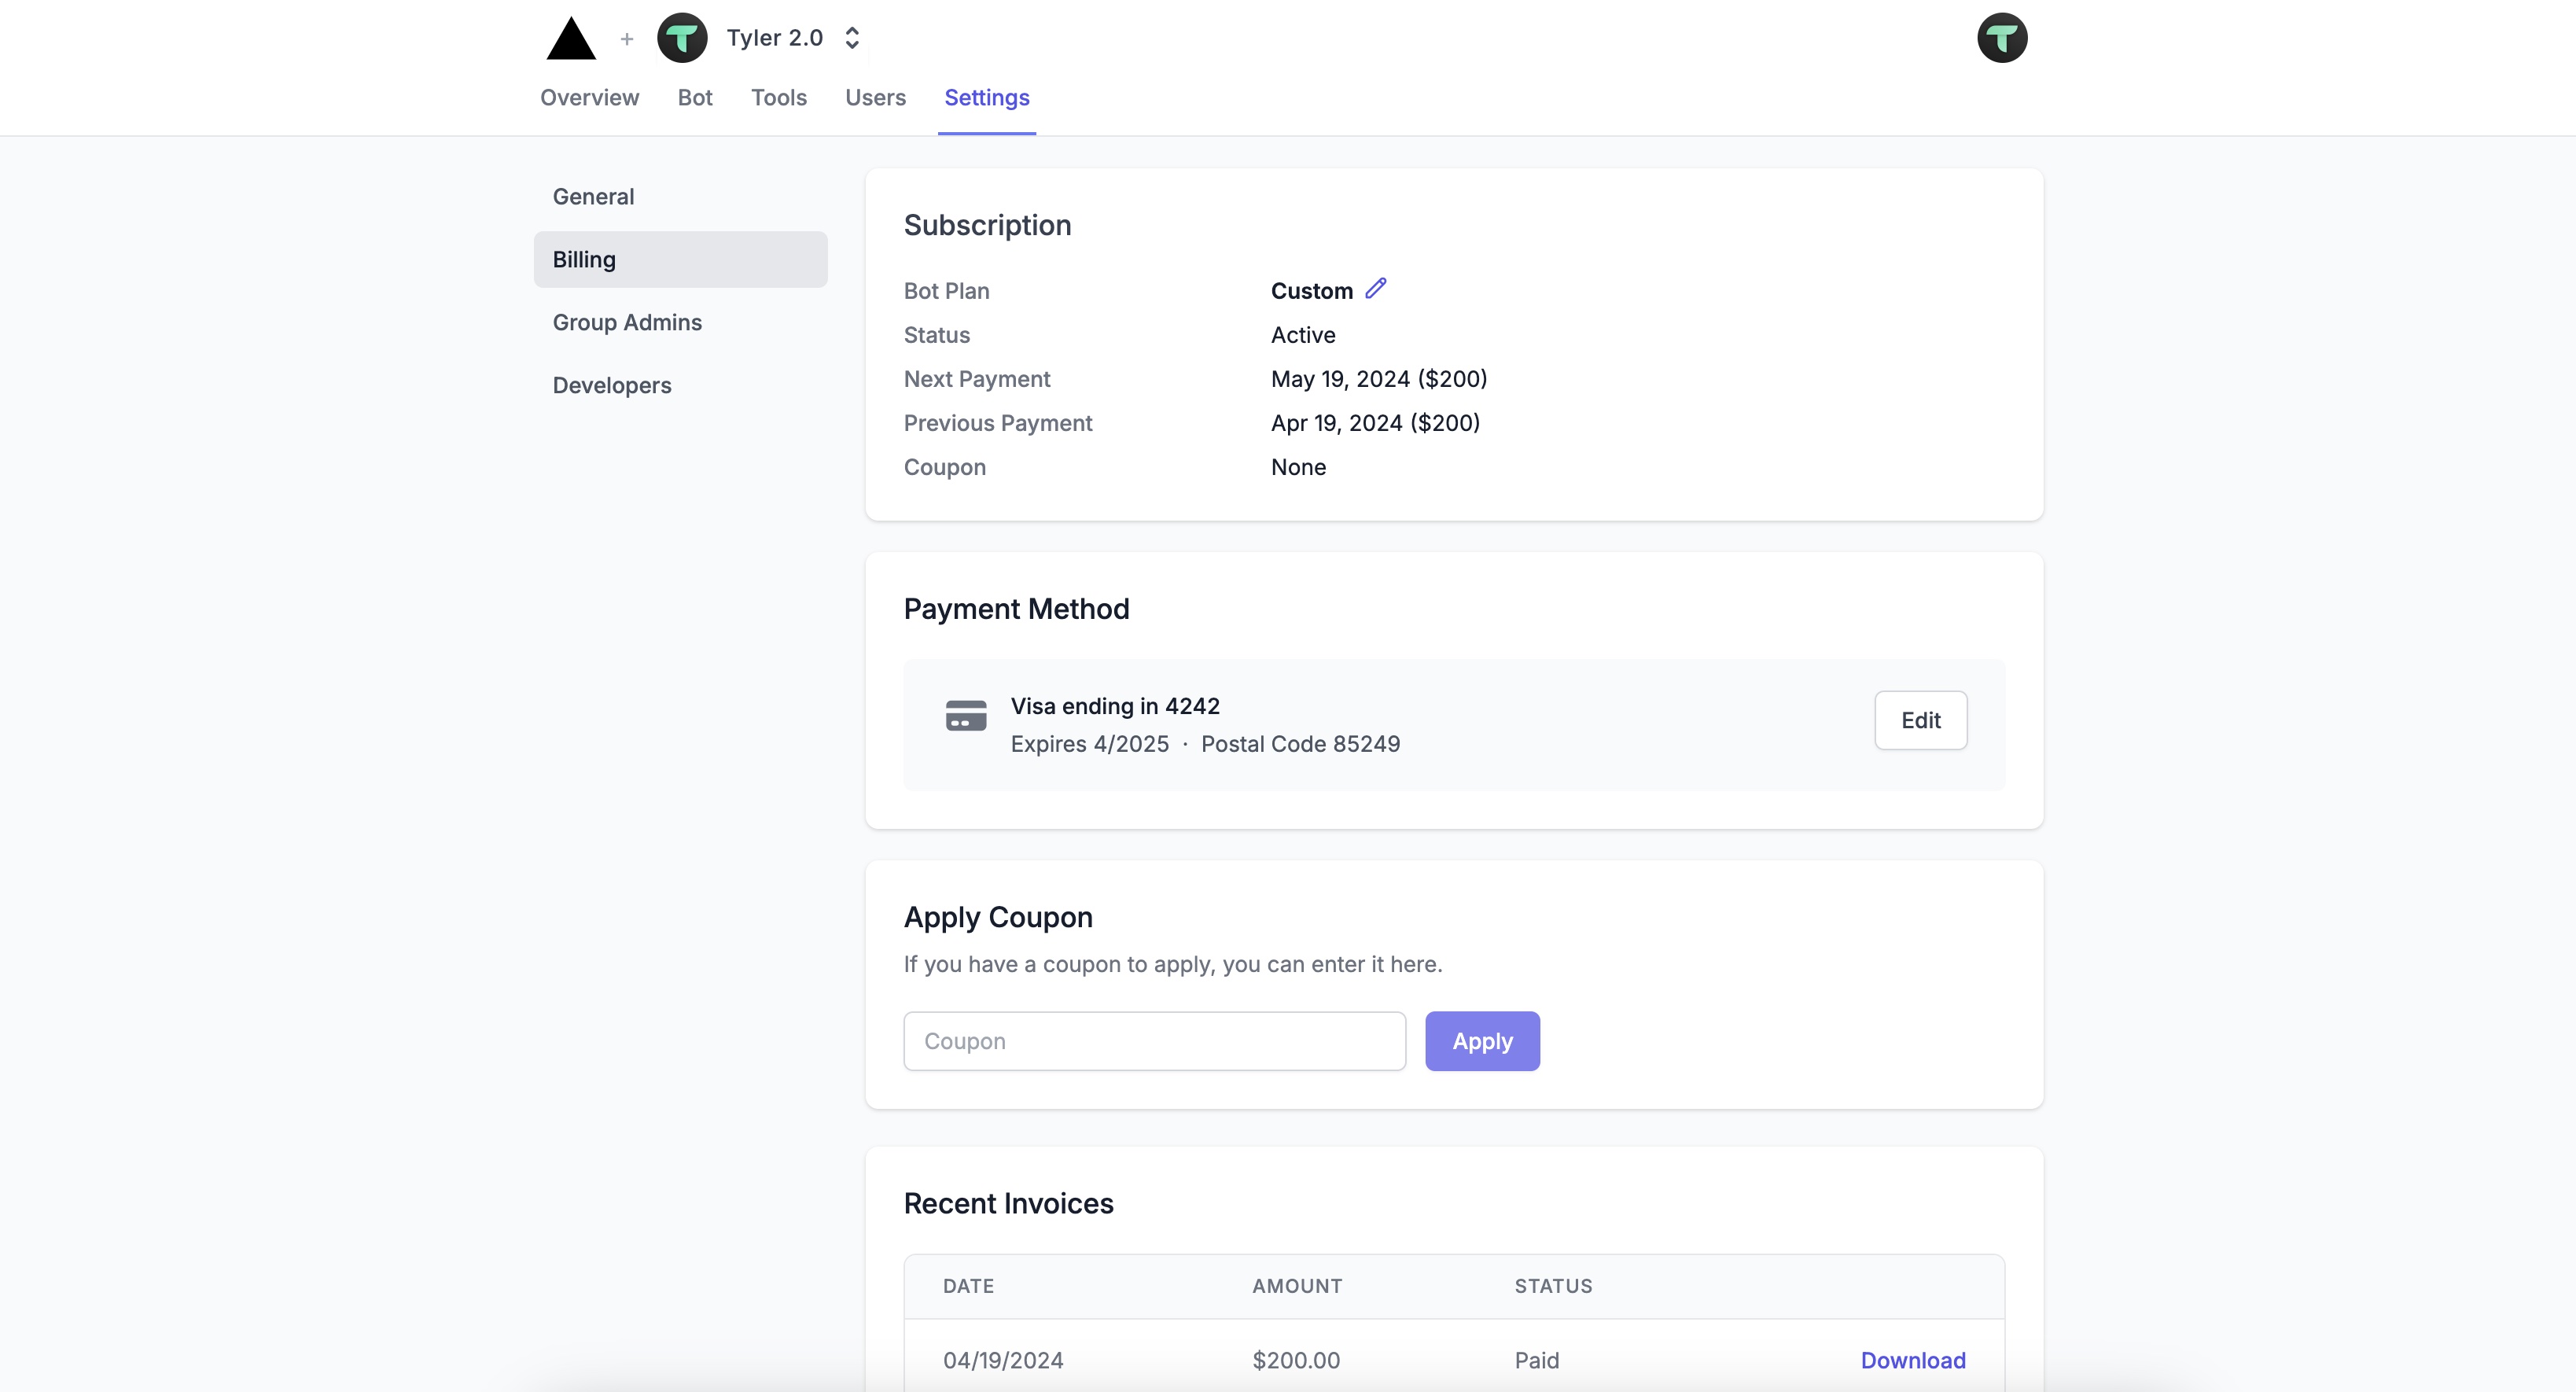 + Tyler 2.0
Overview Bot Tools Users Settings
General
Billing
Group Admins
Developers
Subscription
Bot Plan Custom
Status Active
Next Payment May 19, 2024 ($200)
Previous Payment Apr 19, 2024 ($200)
Coupon None
Payment Method
Visa ending in 4242
Expires 4/2025 · Postal Code 85249
Edit
Apply Coupon
If you have a coupon to apply, you can enter it here.
Coupon Apply
Recent Invoices
DATE AMOUNT STATUS
04/19/2024 $200.00 Paid Download